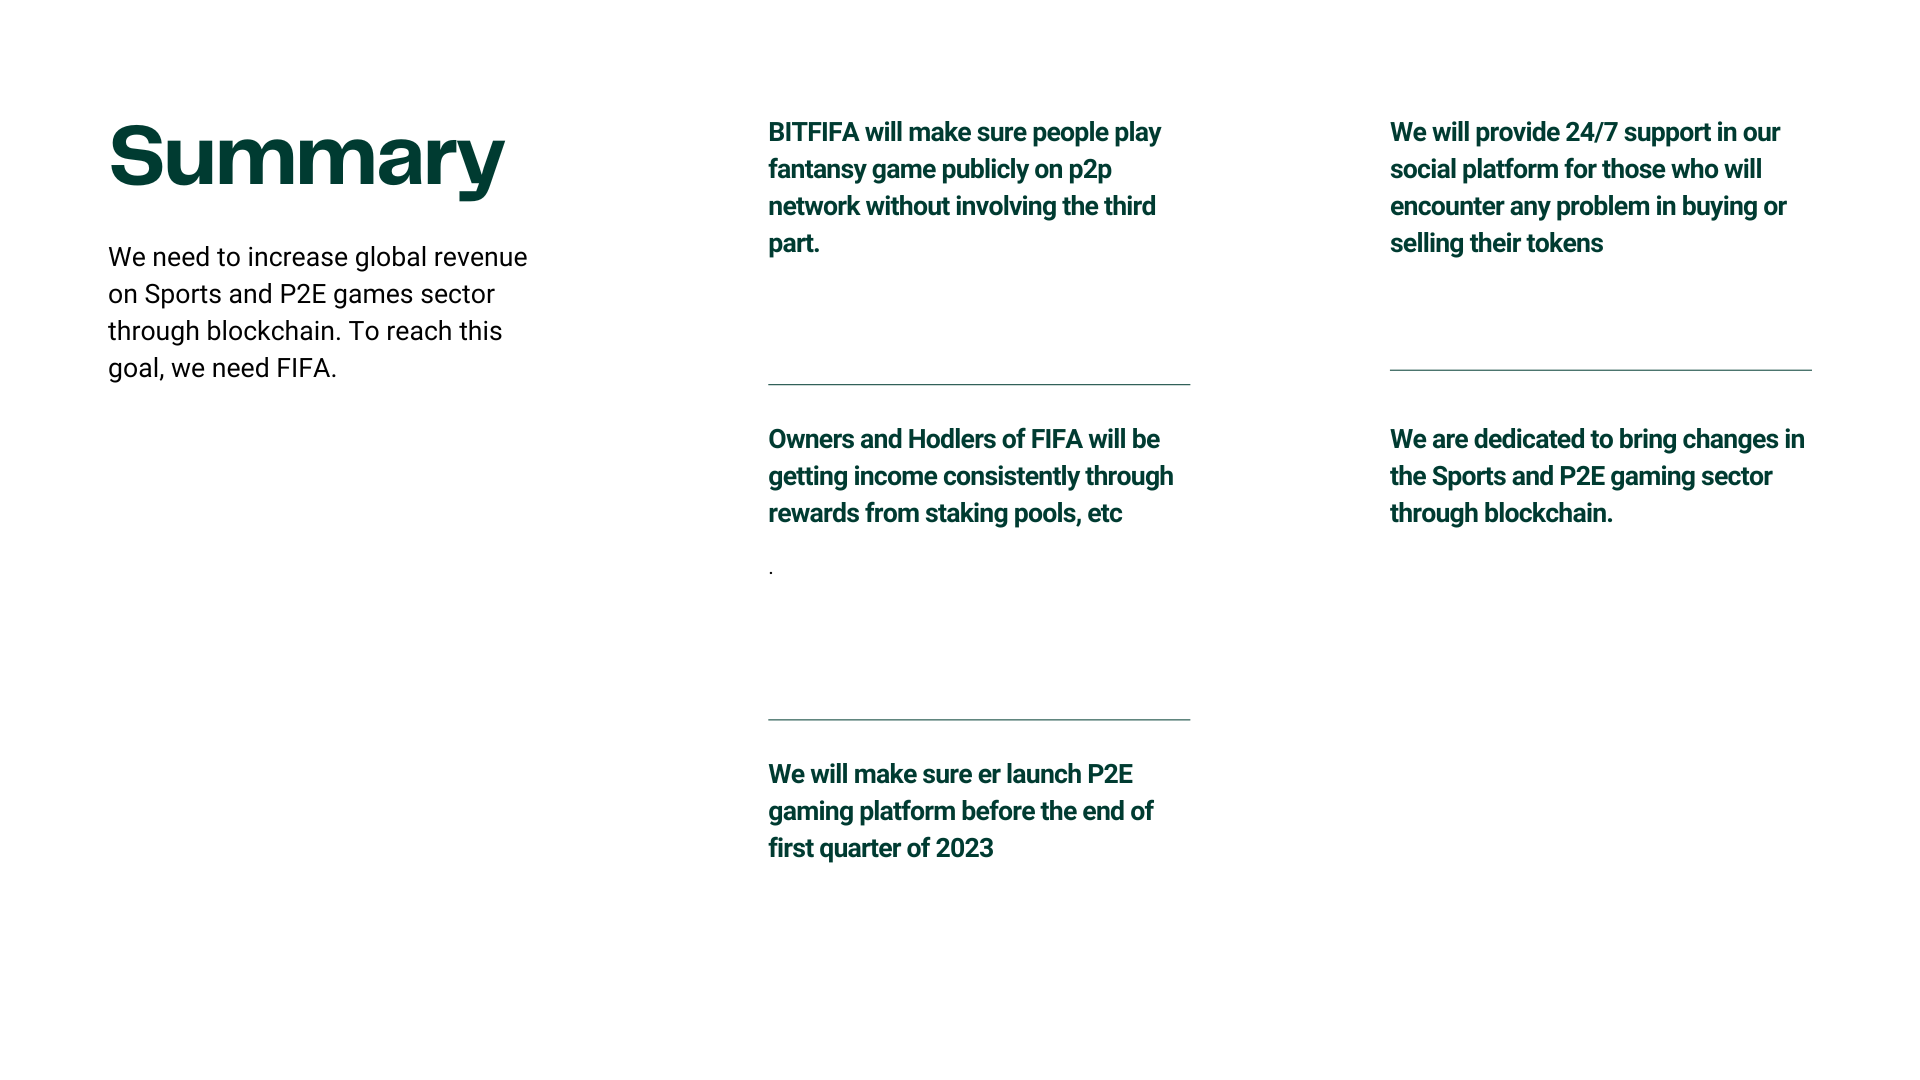 Summary
We need to increase global revenue
on Sports and P2E games sector
through blockchain. To reach this
goal, we need FIFA.
BITFIFA will make sure people play
fantansy game publicly on p2p
network without involving the third
part.
Owners and Hodlers of FIFA will be
getting income consistently through
rewards from staking pools, etc
.
We will make sure er launch P2E
gaming platform before the end of
first quarter of 2023
We will provide 24/7 support in our
social platform for those who will
encounter any problem in buying or
selling their tokens
We are dedicated to bring changes in
the Sports and P2E gaming sector
through blockchain.